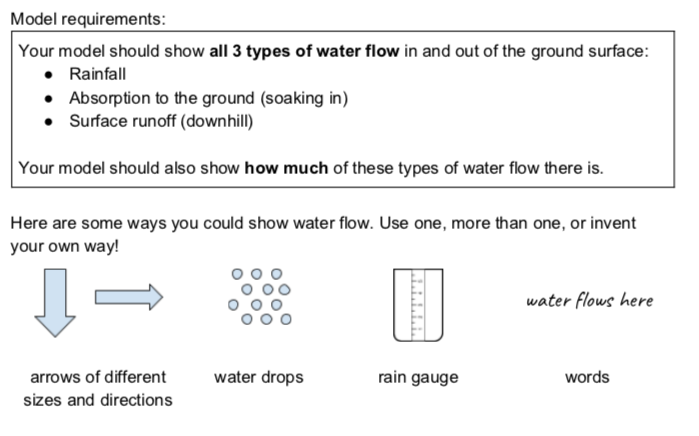 Model requirements:
Your model should show all 3 types of water flow in and out of the ground surface:
● Rainfall
● Absorption to the ground (soaking in)
● Surface runoff (downhill)
Your model should also show how much of these types of water flow there is.
Here are some ways you could show water flow. Use one, more than one, or invent
your own way!
water flows here
arrows of different
sizes and directions
water drops
rain gauge
words